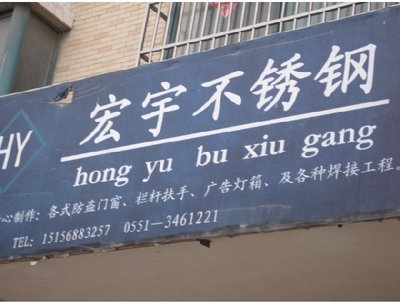 HY
宏宇不锈钢
hong yu bu xiu gang
心制作：各式防盗门窗、栏杆扶手、广告灯箱、及各种焊接工程。
TEL: 15156883257 0551—3461221